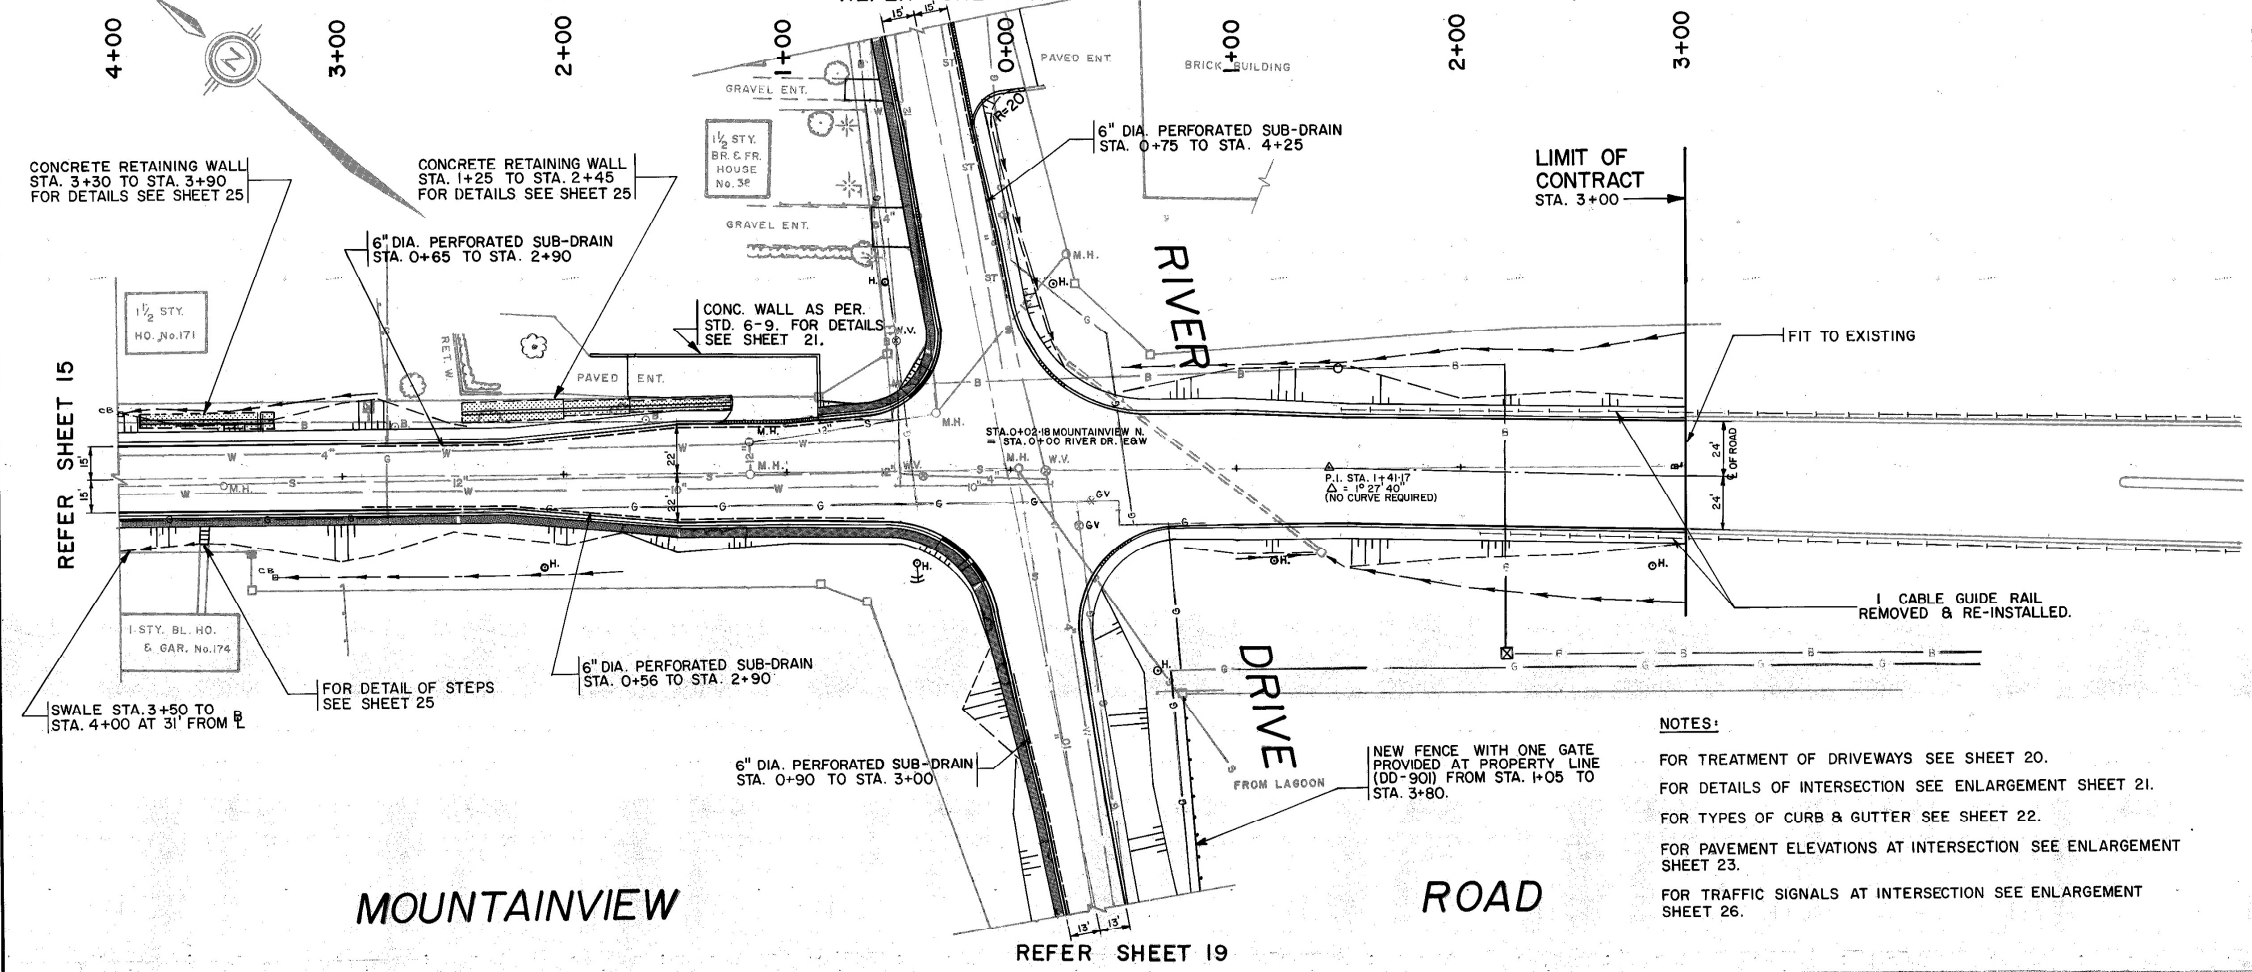 4+00
3+00
2+00
1+00
0+00
1+00
2+00
3+00
15'
15'
N
PAVED ENT.
BRICK BUILDING
GRAVEL ENT.
R=20
1½ STY.
BR. & FR.
HOUSE
No. 38
GRAVEL ENT.
6" DIA. PERFORATED SUB-DRAIN
STA. 0+75 TO STA. 4+25
LIMIT OF
CONTRACT
STA. 3+00
CONCRETE RETAINING WALL
STA. 3+30 TO STA. 3+90
FOR DETAILS SEE SHEET 25
CONCRETE RETAINING WALL
STA. 1+25 TO STA. 2+45
FOR DETAILS SEE SHEET 25
6" DIA. PERFORATED SUB-DRAIN
STA. 0+65 TO STA. 2+90
RIVER
M.H.
H.
H.
1½ STY.
HO. No.171
RET. W.
CONC. WALL AS PER.
STD. 6-9. FOR DETAILS
SEE SHEET 21.
W.V.
FIT TO EXISTING
PAVED ENT.
REFER SHEET 15
CB
M.H.
M.H.
STA. 0+02·18 MOUNTAINVIEW N.
= STA. 0+00 RIVER DR. E&W
M.H.
W.V.
M.H.
W.V.
M.H.
15'
15'
22'
22'
24'
24'
℄ OF ROAD
P.I. STA. 1+41·17
△ = 1° 27' 40"
(NO CURVE REQUIRED)
GV
GV
CB
H.
H.
H.
H.
1 CABLE GUIDE RAIL
REMOVED & RE-INSTALLED.
1-STY. BL. HO.
& GAR. No.174
6" DIA. PERFORATED SUB-DRAIN
STA. 0+56 TO STA. 2+90
H.
DRIVE
FOR DETAIL OF STEPS
SEE SHEET 25
SWALE STA. 3+50 TO
STA. 4+00 AT 31' FROM BL
6" DIA. PERFORATED SUB-DRAIN
STA. 0+90 TO STA. 3+00
FROM LAGOON
NEW FENCE WITH ONE GATE
PROVIDED AT PROPERTY LINE
(DD-901) FROM STA. 1+05 TO
STA. 3+80.
NOTES:
FOR TREATMENT OF DRIVEWAYS SEE SHEET 20.
FOR DETAILS OF INTERSECTION SEE ENLARGEMENT SHEET 21.
FOR TYPES OF CURB & GUTTER SEE SHEET 22.
FOR PAVEMENT ELEVATIONS AT INTERSECTION SEE ENLARGEMENT
SHEET 23.
FOR TRAFFIC SIGNALS AT INTERSECTION SEE ENLARGEMENT
SHEET 26.
MOUNTAINVIEW
ROAD
13'
13'
REFER SHEET 19